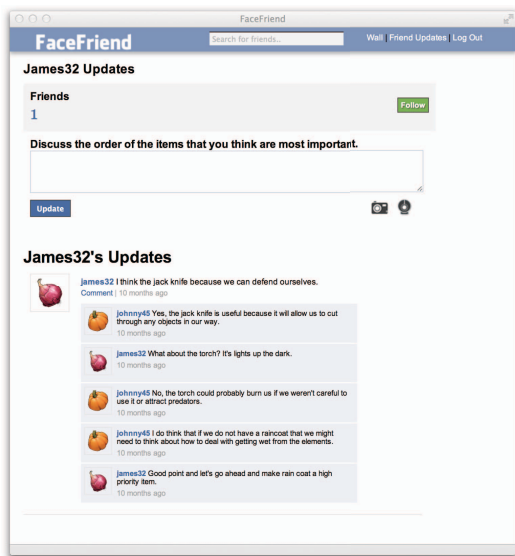 FaceFriend
FaceFriend
Search for friends...
Wall | Friend Updates | Log Out
James32 Updates
Friends
1
Follow
Discuss the order of the items that you think are most important.
Update
James32's Updates
james32 I think the jack knife because we can defend ourselves.
Comment | 10 months ago
johnny45 Yes, the jack knife is useful because it will allow us to cut
through any objects in our way.
10 months ago
james32 What about the torch? It's lights up the dark.
10 months ago
johnny45 No, the torch could probably burn us if we weren't careful to
use it or attract predators.
10 months ago
johnny45 I do think that if we do not have a raincoat that we might
need to think about how to deal with getting wet from the elements.
10 months ago
james32 Good point and let's go ahead and make rain coat a high
priority item.
10 months ago